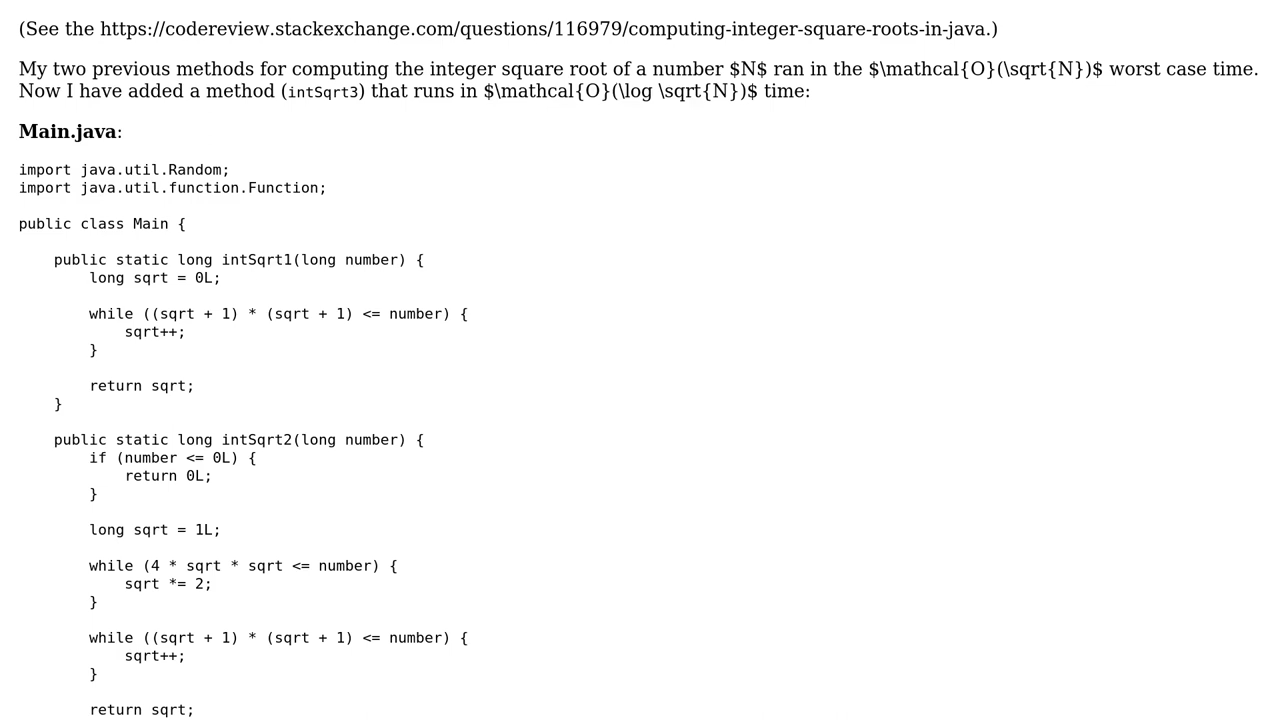 (See the https://codereview.stackexchange.com/questions/116979/computing-integer-square-roots-in-java.)
My two previous methods for computing the integer square root of a number $N$ ran in the $\mathcal{O}(\sqrt{N})$ worst case time.
Now I have added a method (intSqrt3) that runs in $\mathcal{O}(\log \sqrt{N})$ time:
Main.java:
import java.util.Random;
import java.util.function.Function;
public class Main {
    public static long intSqrt1(long number) {
        long sqrt = 0L;
        while ((sqrt + 1) * (sqrt + 1) <= number) {
            sqrt++;
        }
        return sqrt;
    }
    public static long intSqrt2(long number) {
        if (number <= 0L) {
            return 0L;
        }
        long sqrt = 1L;
        while (4 * sqrt * sqrt <= number) {
            sqrt *= 2;
        }
        while ((sqrt + 1) * (sqrt + 1) <= number) {
            sqrt++;
        }
        return sqrt;